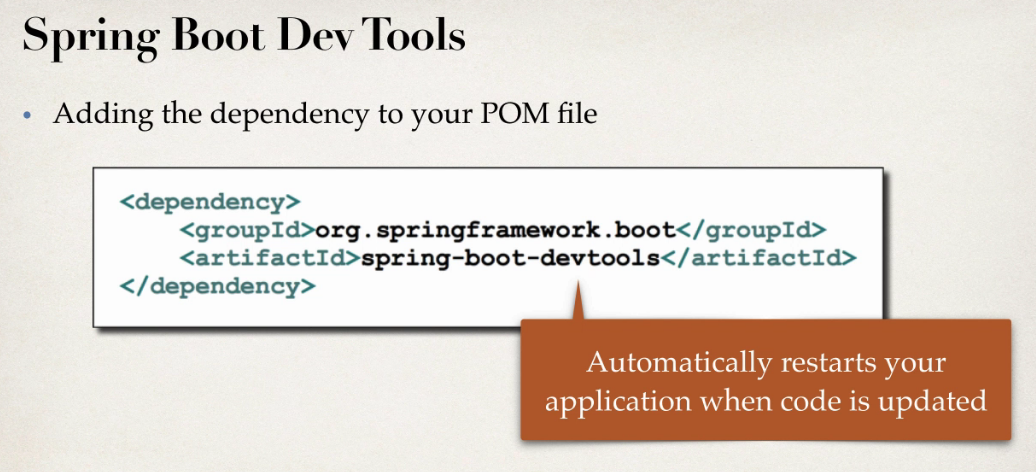 Spring Boot Dev Tools
• Adding the dependency to your POM file
<dependency>
<groupId>org.springframework.boot</groupId>
<artifactId>spring-boot-devtools</artifactId>
</dependency>
Automatically restarts your
application when code is updated